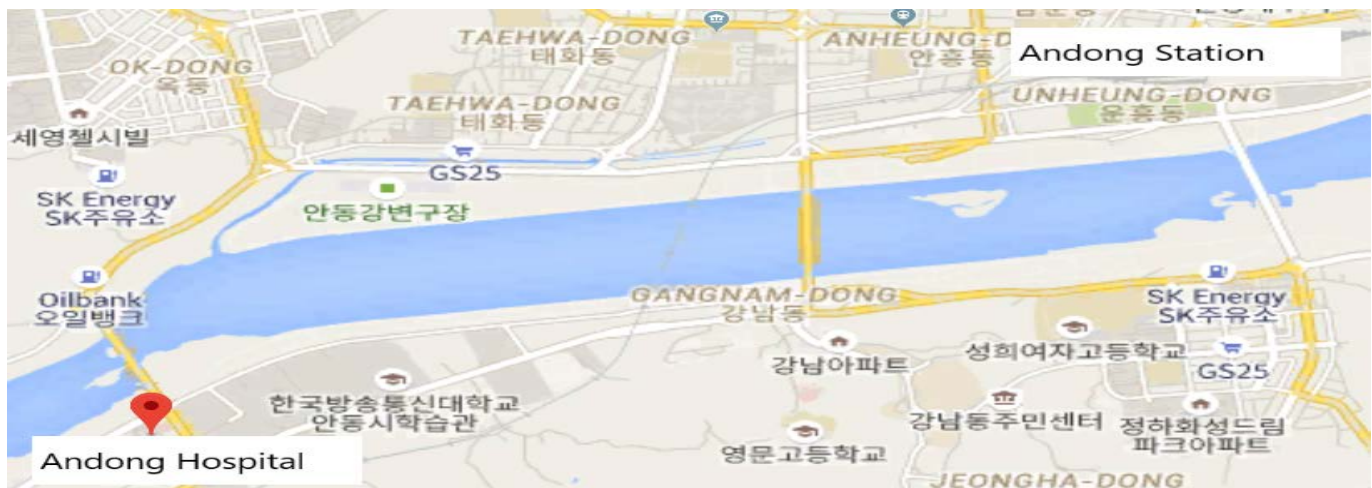 TAEHWA-DONG
태화동
ANHEUNG-D
안흥동
Andong Station
OK-DONG
옥동
TAEHWA-DONG
태화동
UNHEUNG-DONG
운흥동
세영첼시빌
GS25
SK Energy
SK주유소
안동강변구장
Oilbank
오일뱅크
GANGNAM-DONG
강남동
SK Energy
SK주유소
성희여자고등학교
강남아파트
GS25
한국방송통신대학교
안동시학습관
강남동주민센터
정하화성드림
파크아파트
영문고등학교
Andong Hospital
JEONGHA-DONG